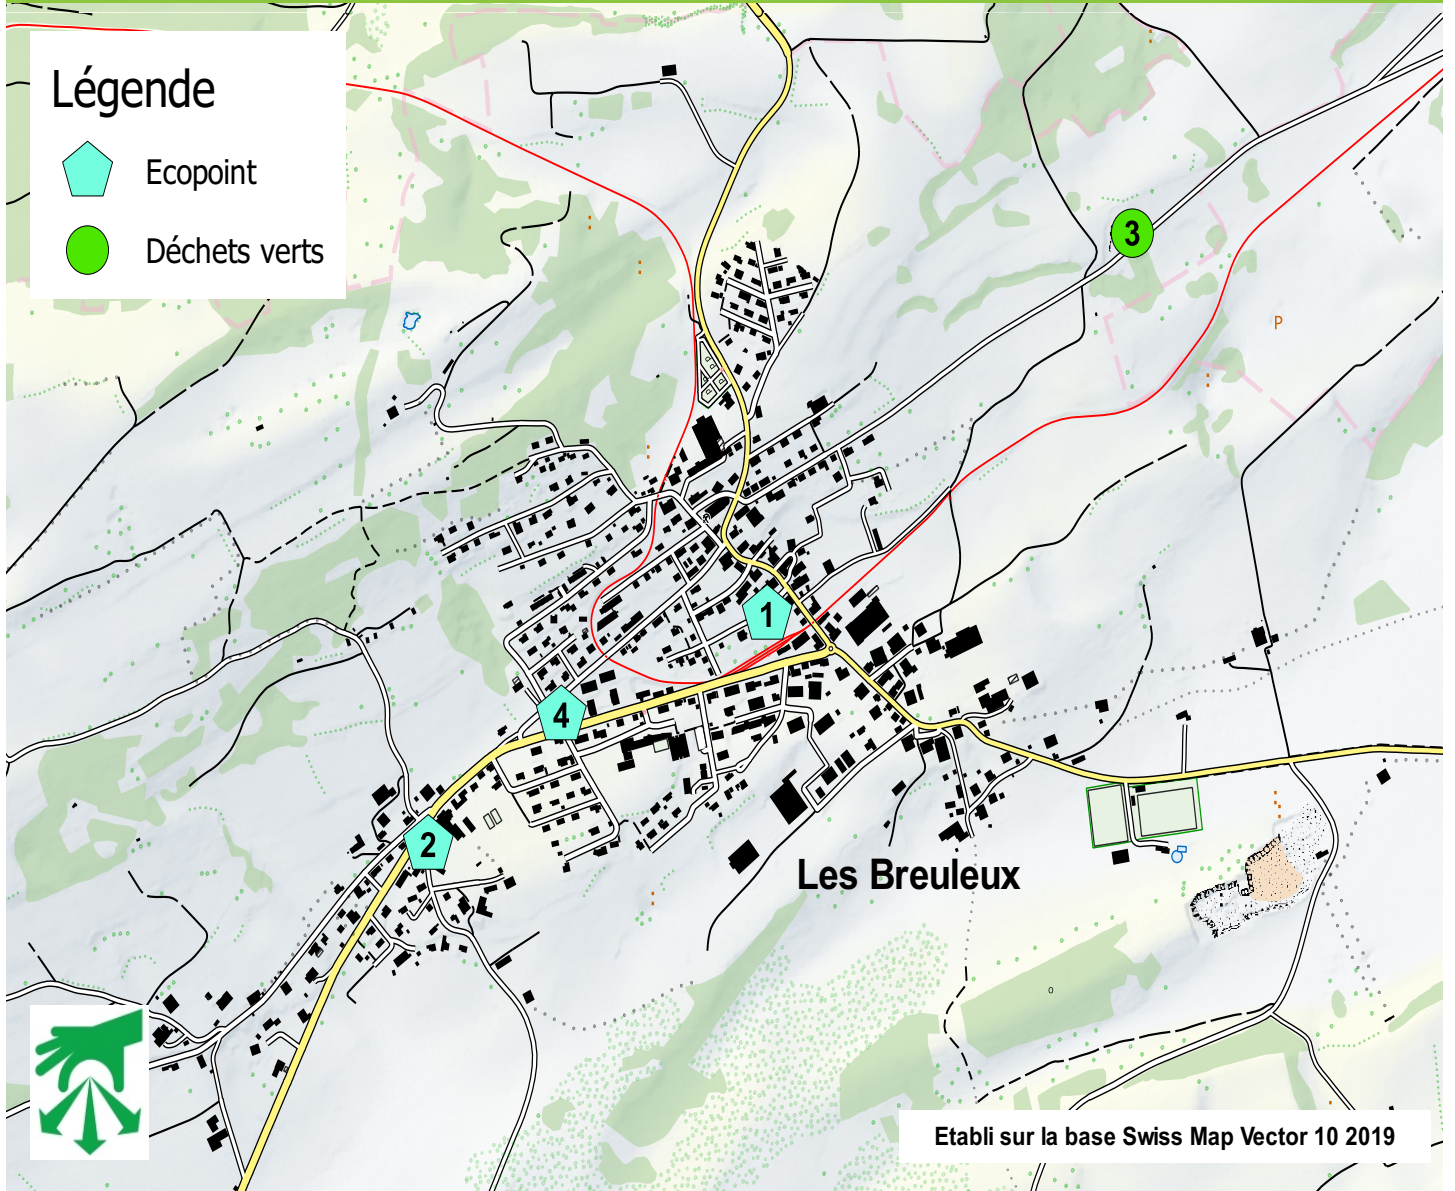 Légende
Ecopoint
Déchets verts
3
P
1
4
2
Les Breuleux
Etabli sur la base Swiss Map Vector 10 2019